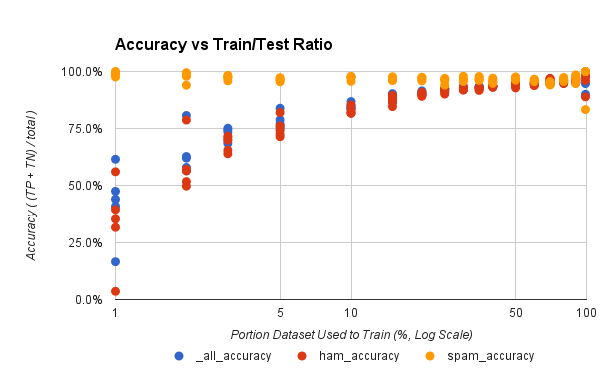 Accuracy vs Train/Test Ratio
100.0%
75.0%
50.0%
25.0%
0.0%
Accuracy ( (TP + TN) / total )
1
5
10
50
100
Portion Dataset Used to Train (%, Log Scale)
_all_accuracy
ham_accuracy
spam_accuracy